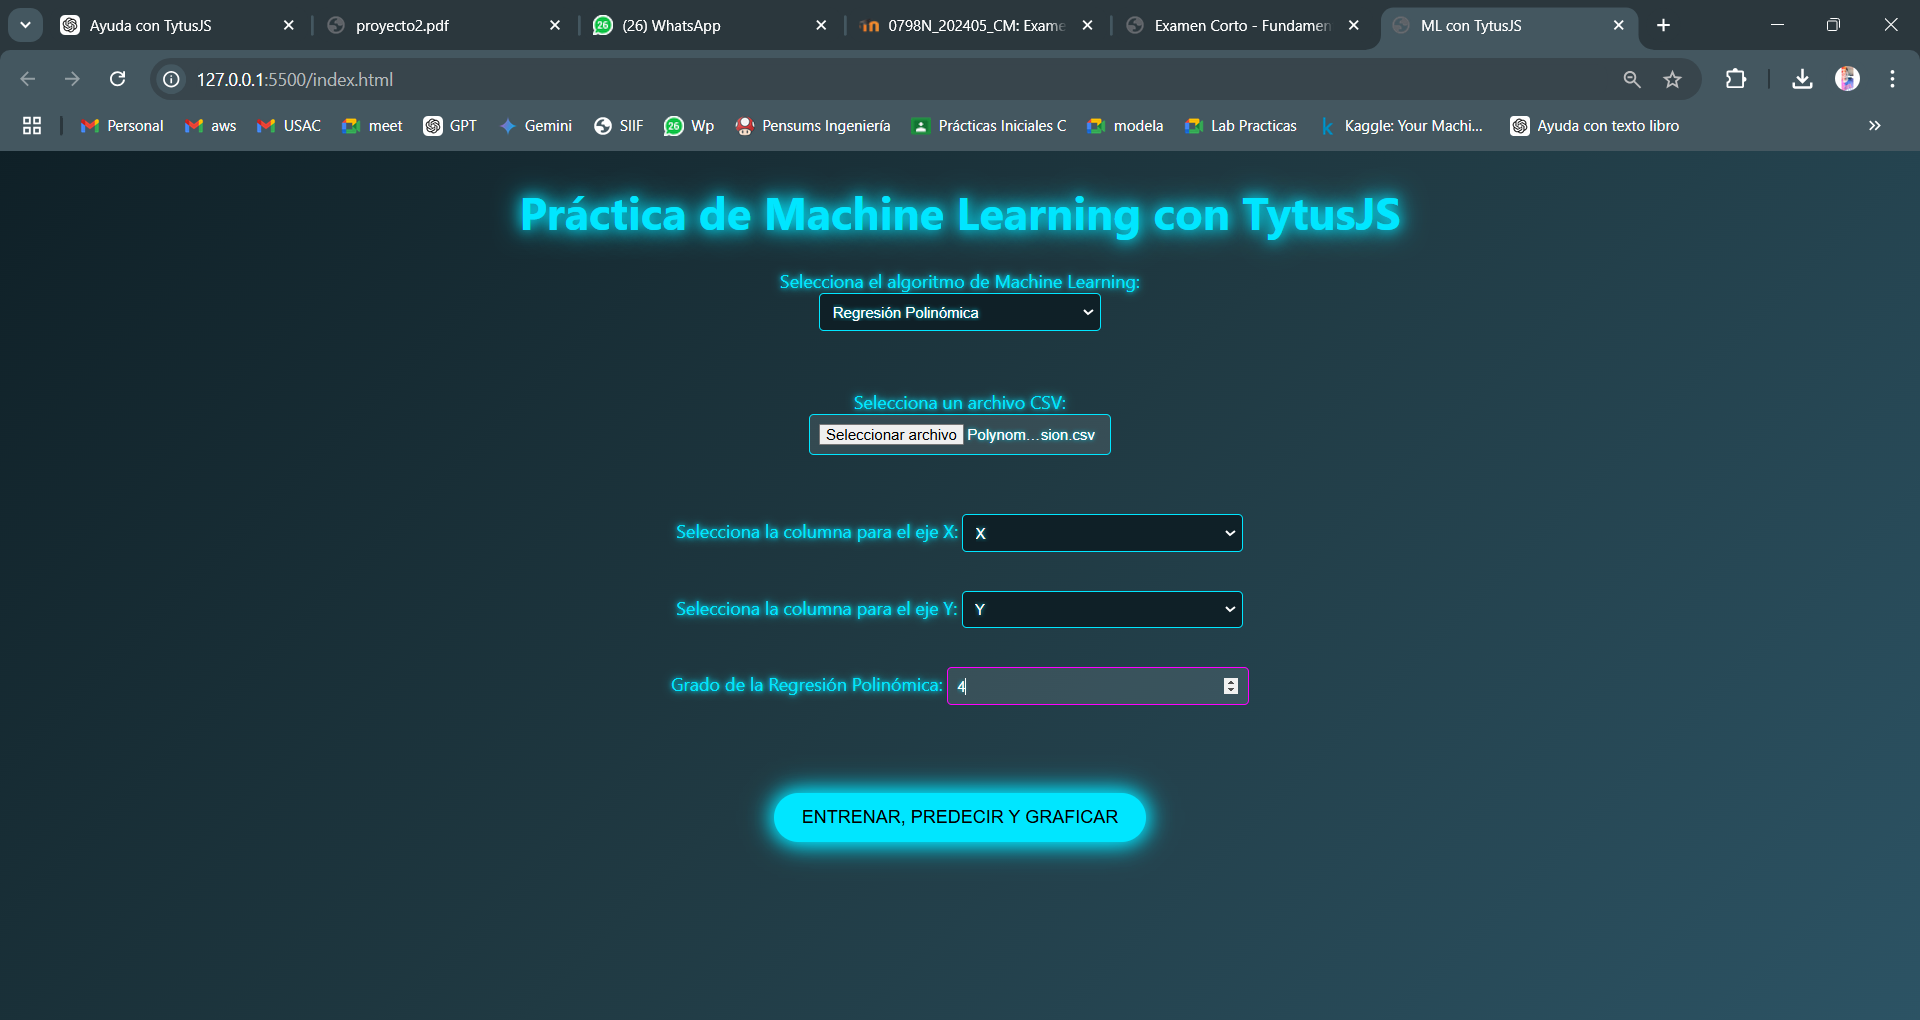 Ayuda con TytusJS
proyecto2.pdf
26
(26) WhatsApp
0798N_202405_CM: Exame
Examen Corto - Fundamen
ML con TytusJS
127.0.0.1:5500/index.html
Personal
aws
USAC
meet
GPT
Gemini
SIIF
26
Wp
Pensums Ingeniería
Prácticas Iniciales C
modela
Lab Practicas
k
Kaggle: Your Machi...
Ayuda con texto libro
Práctica de Machine Learning con TytusJS
Selecciona el algoritmo de Machine Learning:
Regresión Polinómica
Selecciona un archivo CSV:
Seleccionar archivo Polynom...sion.csv
Selecciona la columna para el eje X: X
Selecciona la columna para el eje Y: Y
Grado de la Regresión Polinómica: 4
ENTRENAR, PREDECIR Y GRAFICAR